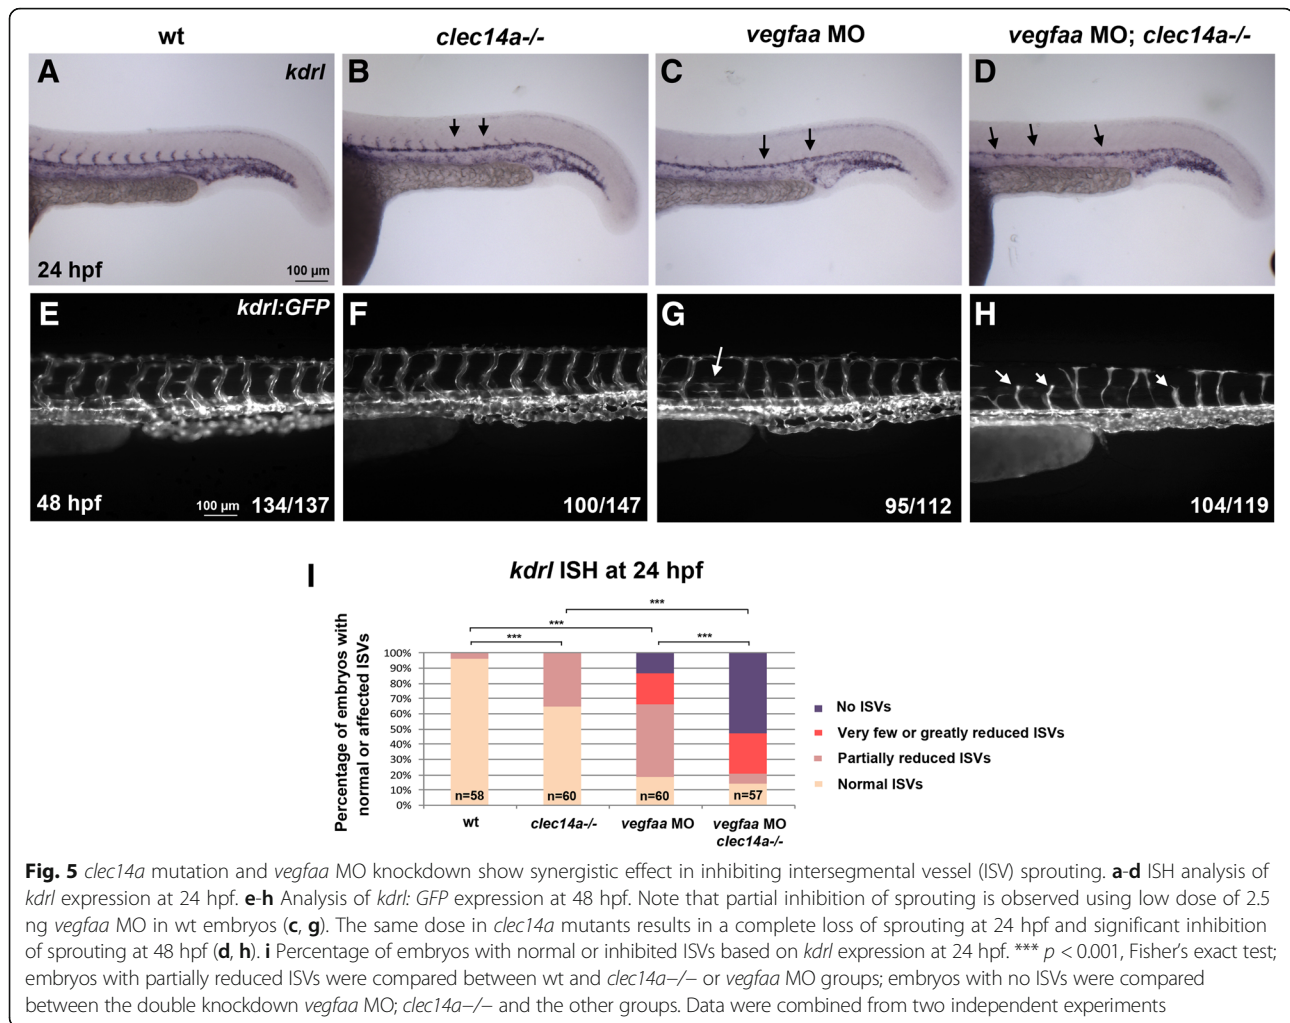 wt
clec14a-/-
vegfaa MO
vegfaa MO; clec14a-/-
A
kdrl
B
C
D
24 hpf
100 µm
E
kdrl:GFP
F
G
H
48 hpf
100 µm
134/137
100/147
95/112
104/119
I
kdrl ISH at 24 hpf
Percentage of embryos with
normal or affected ISVs
***
***
***
***
100%
90%
80%
70%
60%
50%
40%
30%
20%
10%
0%
n=58
n=60
n=60
n=57
wt
clec14a-/-
vegfaa MO
vegfaa MO
clec14a-/-
No ISVs
Very few or greatly reduced ISVs
Partially reduced ISVs
Normal ISVs
Fig. 5 clec14a mutation and vegfaa MO knockdown show synergistic effect in inhibiting intersegmental vessel (ISV) sprouting. a-d ISH analysis of
kdrl expression at 24 hpf. e-h Analysis of kdrl: GFP expression at 48 hpf. Note that partial inhibition of sprouting is observed using low dose of 2.5
ng vegfaa MO in wt embryos (c, g). The same dose in clec14a mutants results in a complete loss of sprouting at 24 hpf and significant inhibition
of sprouting at 48 hpf (d, h). i Percentage of embryos with normal or inhibited ISVs based on kdrl expression at 24 hpf. *** p < 0.001, Fisher's exact test;
embryos with partially reduced ISVs were compared between wt and clec14a−/− or vegfaa MO groups; embryos with no ISVs were compared
between the double knockdown vegfaa MO; clec14a−/− and the other groups. Data were combined from two independent experiments